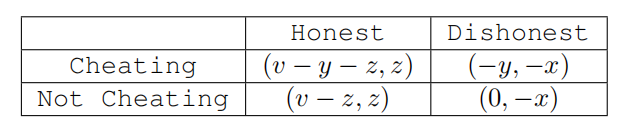 Honest Dishonest
Cheating (v − y − z, z) (−y, −x)
Not Cheating (v − z, z) (0, −x)